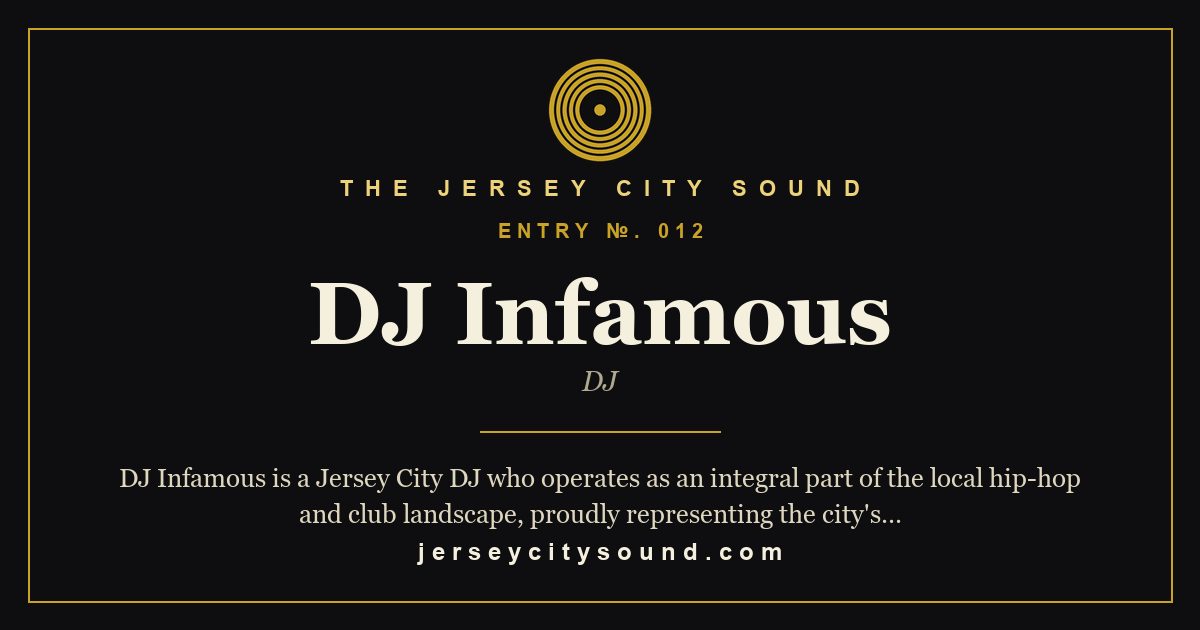 THE JERSEY CITY SOUND
ENTRY №. 012
DJ Infamous
DJ
DJ Infamous is a Jersey City DJ who operates as an integral part of the local hip-hop
and club landscape, proudly representing the city's...
jerseycitysound.com